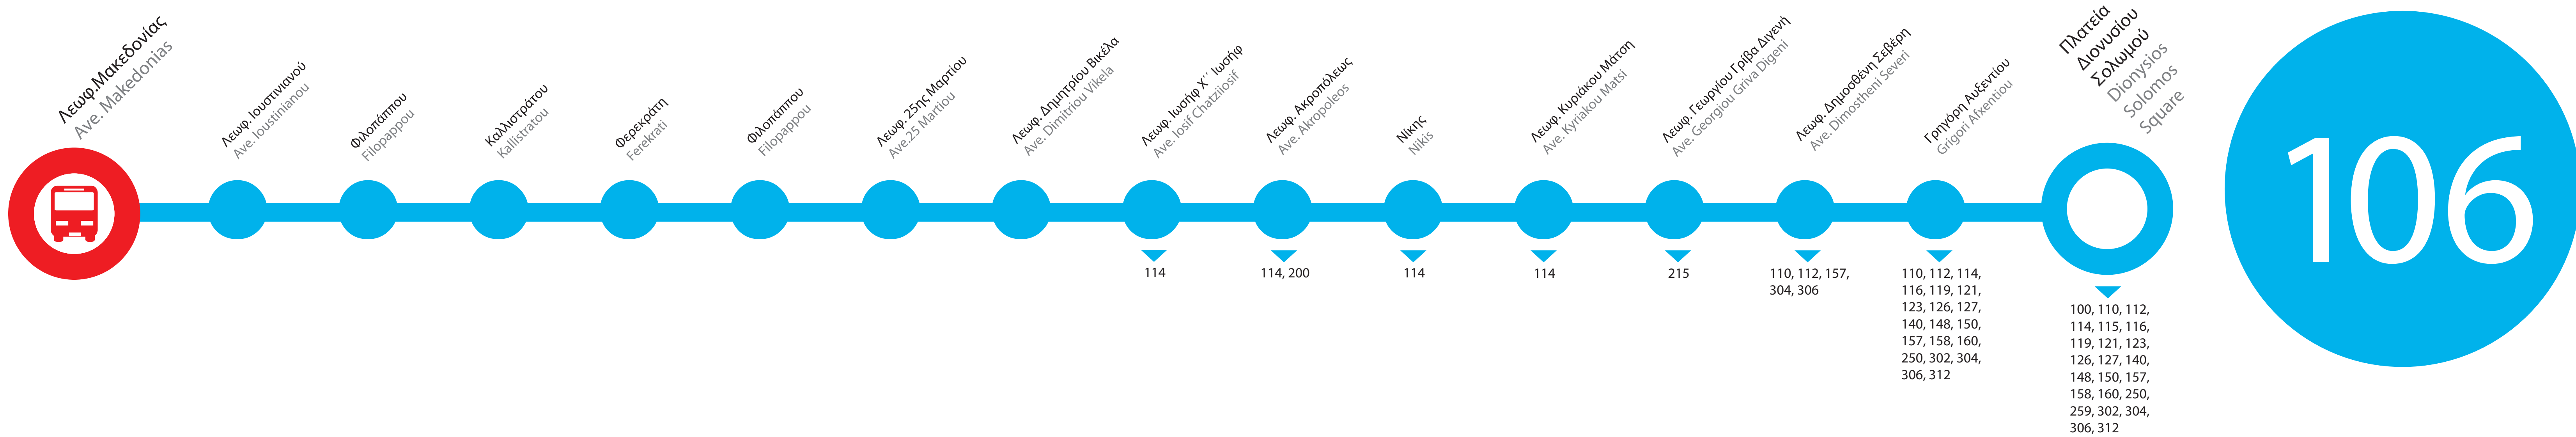 Λεωφ.Μακεδονίας
Ave. Makedonias
Λεωφ. Ιουστινιανού
Ave. Ioustinianou
Φιλοπάππου
Filopappou
Καλλιστράτου
Kallistratou
Φερεκράτη
Ferekrati
Φιλοπάππου
Filopappou
Λεωφ. 25ης Μαρτίου
Ave.25 Martiou
Λεωφ. Δημητρίου Βικέλα
Ave. Dimitriou Vikela
Λεωφ. Ιωσήφ Χ΄΄ Ιωσήφ
Ave. Iosif Chatziiosif
114
Λεωφ. Ακροπόλεως
Ave. Akropoleos
114, 200
Νίκης
Nikis
114
Λεωφ. Κυριάκου Μάτση
Ave. Kyriakou Matsi
114
Λεωφ. Γεωργίου Γρίβα Διγενή
Ave. Georgiou Griva Digeni
215
Λεωφ. Δημοσθένη Σεβέρη
Ave. Dimostheni Severi
110, 112, 157,
304, 306
Γρηγόρη Αυξεντίου
Grigori Afxentiou
110, 112, 114,
116, 119, 121,
123, 126, 127,
140, 148, 150,
157, 158, 160,
250, 302, 304,
306, 312
Πλατεία
Διονυσίου
Σολωμού
Dionysios
Solomos
Square
100, 110, 112,
114, 115, 116,
119, 121, 123,
126, 127, 140,
148, 150, 157,
158, 160, 250,
259, 302, 304,
306, 312
106